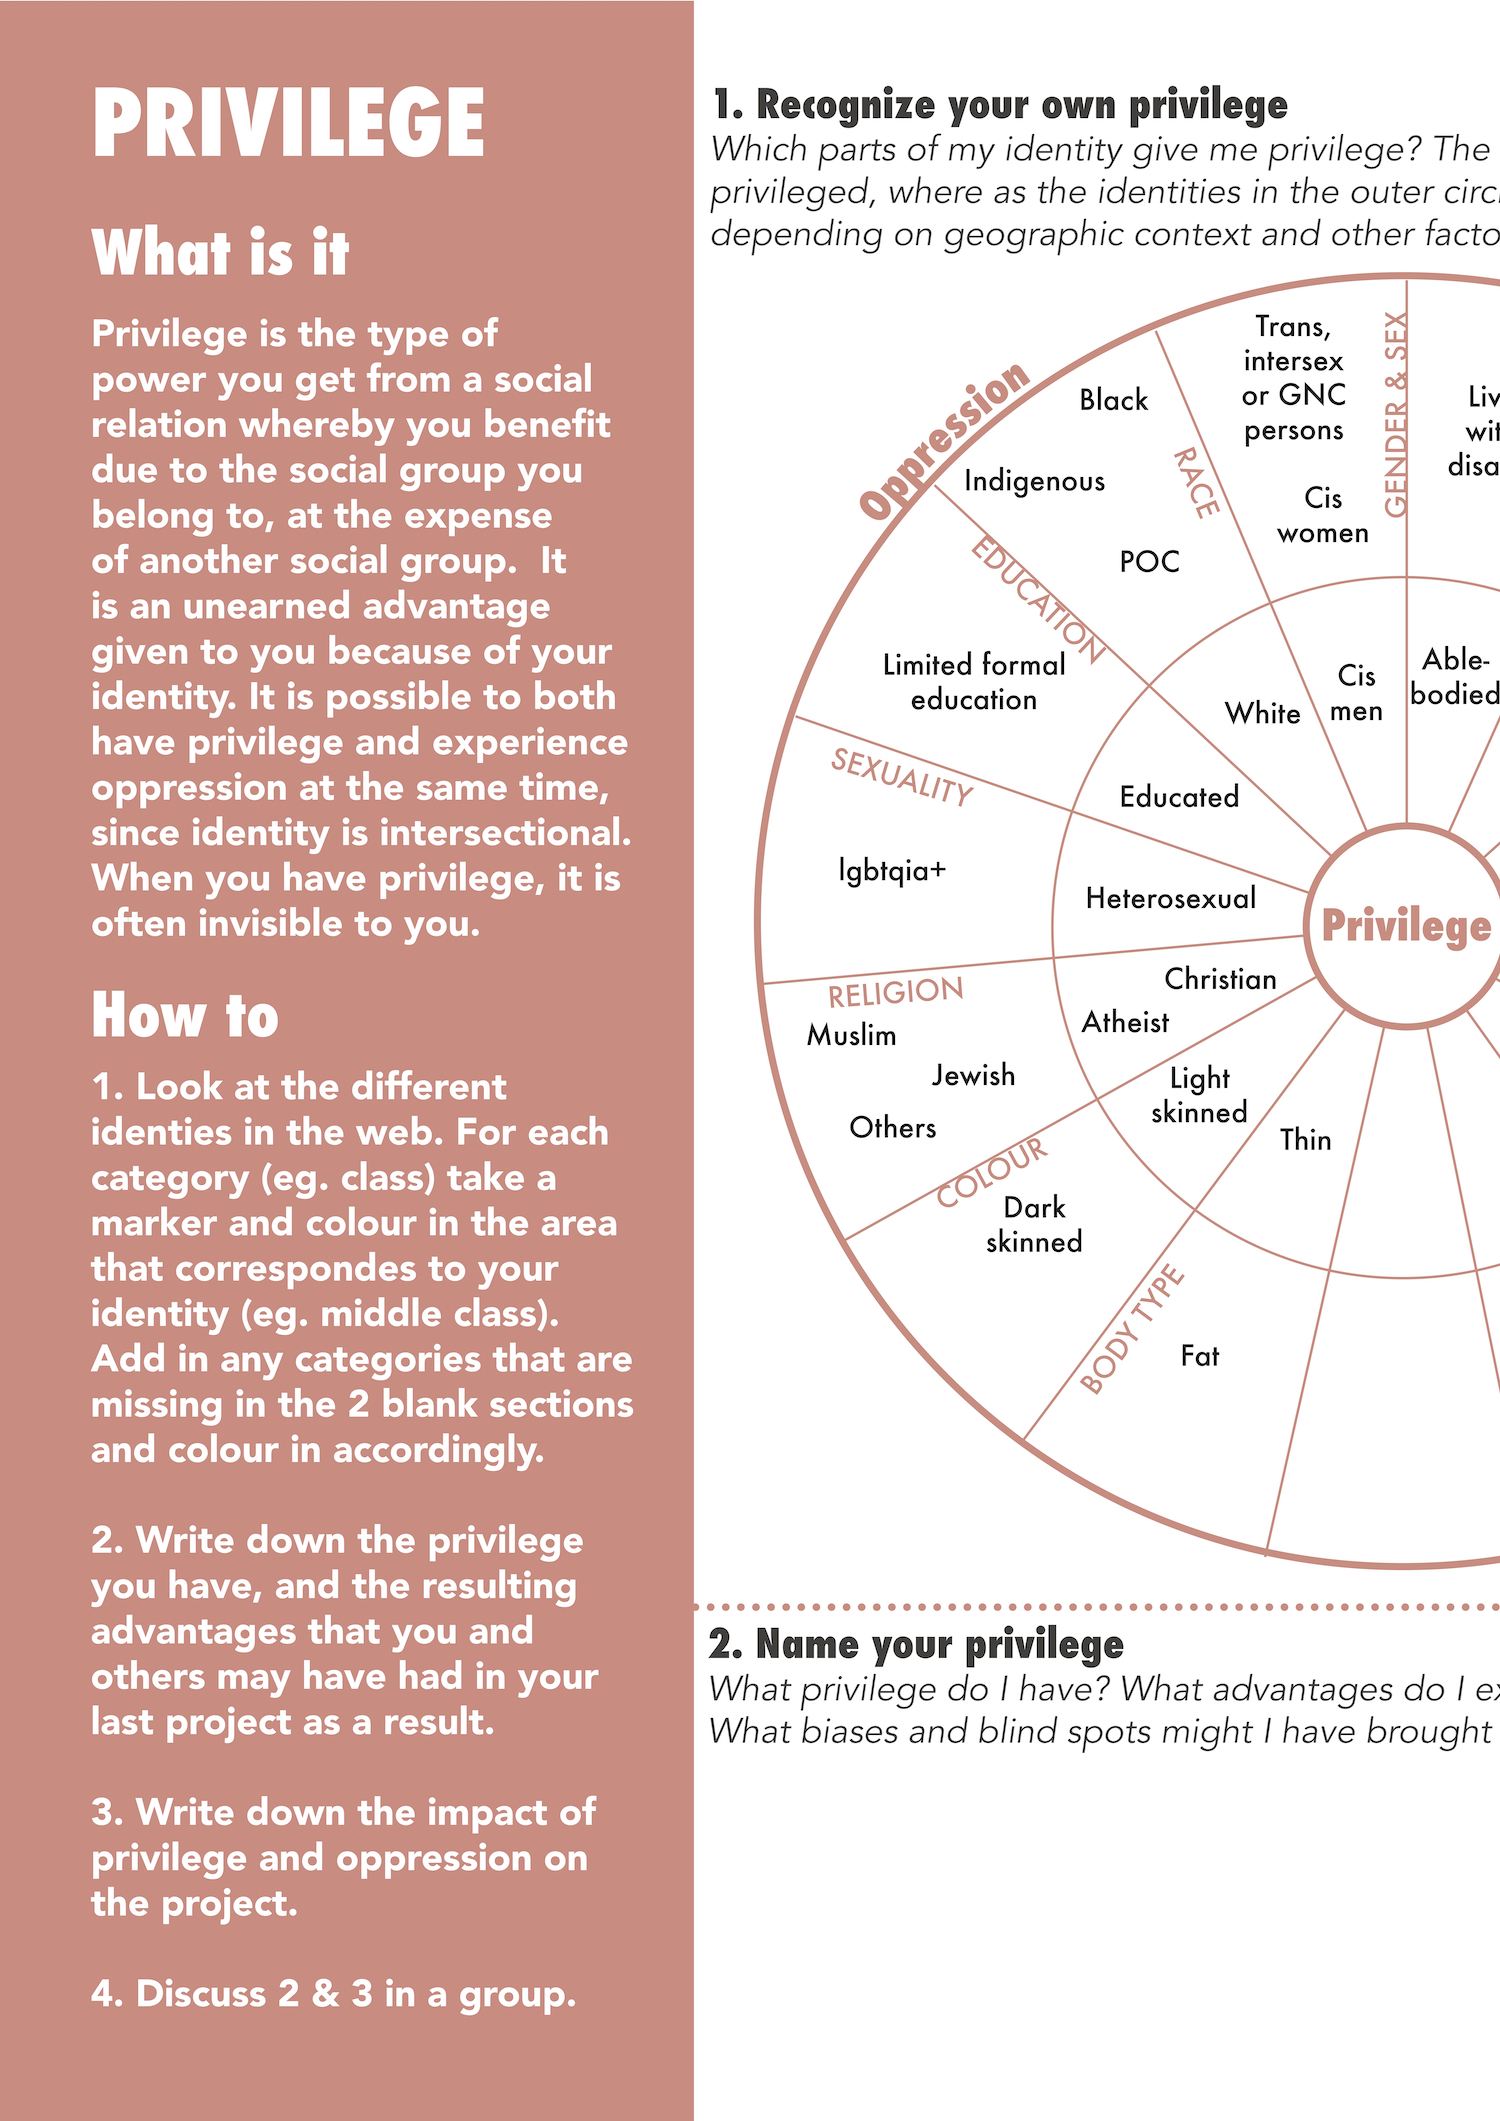 PRIVILEGE
What is it
Privilege is the type of
power you get from a social
relation whereby you benefit
due to the social group you
belong to, at the expense
of another social group.  It
is an unearned advantage
given to you because of your
identity. It is possible to both
have privilege and experience
oppression at the same time,
since identity is intersectional.
When you have privilege, it is
often invisible to you.
How to
1. Look at the different
identies in the web. For each
category (eg. class) take a
marker and colour in the area
that correspondes to your
identity (eg. middle class).
Add in any categories that are
missing in the 2 blank sections
and colour in accordingly.
2. Write down the privilege
you have, and the resulting
advantages that you and
others may have had in your
last project as a result.
3. Write down the impact of
privilege and oppression on
the project.
4. Discuss 2 & 3 in a group.
1. Recognize your own privilege
Which parts of my identity give me privilege? The
privileged, where as the identities in the outer circ
depending on geographic context and other facto
Oppression
GENDER & SEX
Trans,
intersex
or GNC
persons
Cis
women
Cis
men
Liv
wit
disa
Able-
bodied
RACE
Black
Indigenous
POC
White
EDUCATION
Limited formal
education
Educated
SEXUALITY
lgbtqia+
Heterosexual
Privilege
RELIGION
Christian
Atheist
Muslim
Jewish
Others
COLOUR
Light
skinned
Dark
skinned
BODY TYPE
Thin
Fat
2. Name your privilege
What privilege do I have? What advantages do I ex
What biases and blind spots might I have brought